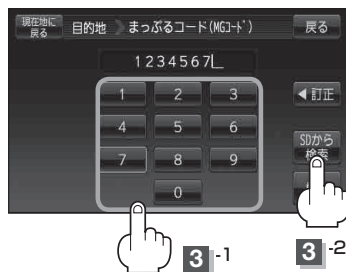 現在地に
戻る
目的地 まっぷるコード(MGｺｰﾄﾞ)
戻る
1234567_
1 2 3
◀訂正
4 5 6
SDから
検索
7 8 9
0
3 -1
3 -2